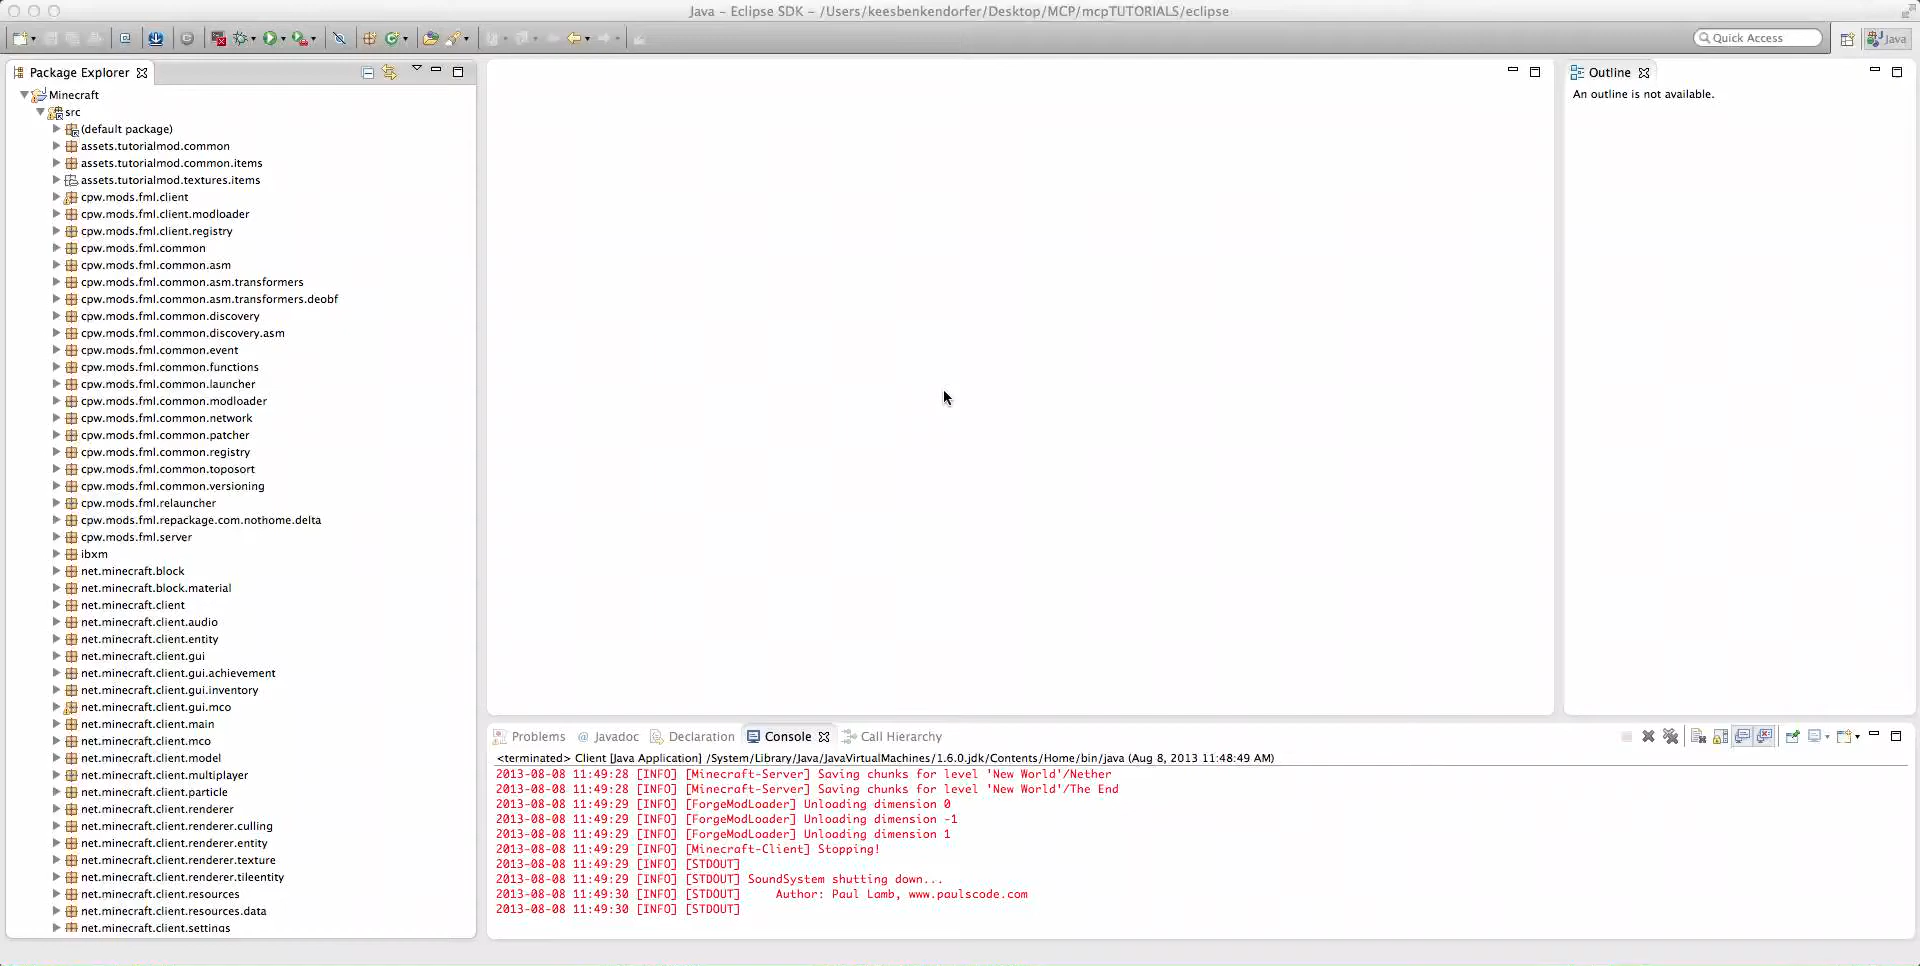 Java – Eclipse SDK – /Users/keesbenkendorfer/Desktop/MCP/mcpTUTORIALS/eclipse
Quick Access
Java
Package Explorer
Minecraft
src
(default package)
assets.tutorialmod.common
assets.tutorialmod.common.items
assets.tutorialmod.textures.items
cpw.mods.fml.client
cpw.mods.fml.client.modloader
cpw.mods.fml.client.registry
cpw.mods.fml.common
cpw.mods.fml.common.asm
cpw.mods.fml.common.asm.transformers
cpw.mods.fml.common.asm.transformers.deobf
cpw.mods.fml.common.discovery
cpw.mods.fml.common.discovery.asm
cpw.mods.fml.common.event
cpw.mods.fml.common.functions
cpw.mods.fml.common.launcher
cpw.mods.fml.common.modloader
cpw.mods.fml.common.network
cpw.mods.fml.common.patcher
cpw.mods.fml.common.registry
cpw.mods.fml.common.toposort
cpw.mods.fml.common.versioning
cpw.mods.fml.relauncher
cpw.mods.fml.repackage.com.nothome.delta
cpw.mods.fml.server
ibxm
net.minecraft.block
net.minecraft.block.material
net.minecraft.client
net.minecraft.client.audio
net.minecraft.client.entity
net.minecraft.client.gui
net.minecraft.client.gui.achievement
net.minecraft.client.gui.inventory
net.minecraft.client.gui.mco
net.minecraft.client.main
net.minecraft.client.mco
net.minecraft.client.model
net.minecraft.client.multiplayer
net.minecraft.client.particle
net.minecraft.client.renderer
net.minecraft.client.renderer.culling
net.minecraft.client.renderer.entity
net.minecraft.client.renderer.texture
net.minecraft.client.renderer.tileentity
net.minecraft.client.resources
net.minecraft.client.resources.data
net.minecraft.client.settings
Outline
An outline is not available.
Problems @ Javadoc Declaration Console Call Hierarchy
<terminated> Client [Java Application] /System/Library/Java/JavaVirtualMachines/1.6.0.jdk/Contents/Home/bin/java (Aug 8, 2013 11:48:49 AM)
2013-08-08 11:49:28 [INFO] [Minecraft-Server] Saving chunks for level 'New World'/Nether
2013-08-08 11:49:28 [INFO] [Minecraft-Server] Saving chunks for level 'New World'/The End
2013-08-08 11:49:29 [INFO] [ForgeModLoader] Unloading dimension 0
2013-08-08 11:49:29 [INFO] [ForgeModLoader] Unloading dimension -1
2013-08-08 11:49:29 [INFO] [ForgeModLoader] Unloading dimension 1
2013-08-08 11:49:29 [INFO] [Minecraft-Client] Stopping!
2013-08-08 11:49:29 [INFO] [STDOUT]
2013-08-08 11:49:29 [INFO] [STDOUT] SoundSystem shutting down...
2013-08-08 11:49:30 [INFO] [STDOUT]     Author: Paul Lamb, www.paulscode.com
2013-08-08 11:49:30 [INFO] [STDOUT]